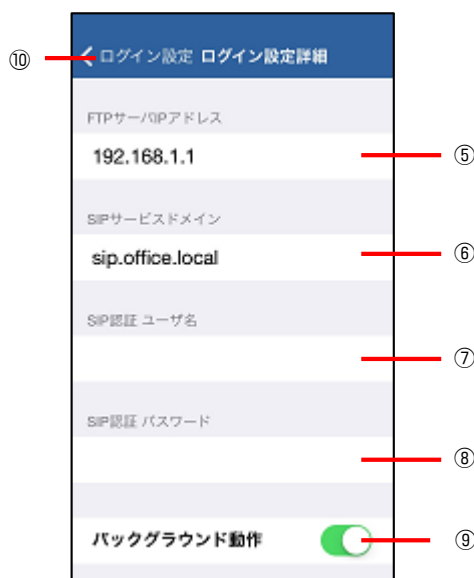 ⑩ ログイン設定 ログイン設定詳細
FTPサーバIPアドレス
192.168.1.1 ⑤
SIPサービスドメイン
sip.office.local ⑥
SIP認証 ユーザ名
⑦
SIP認証 パスワード
⑧
バックグラウンド動作 ⑨